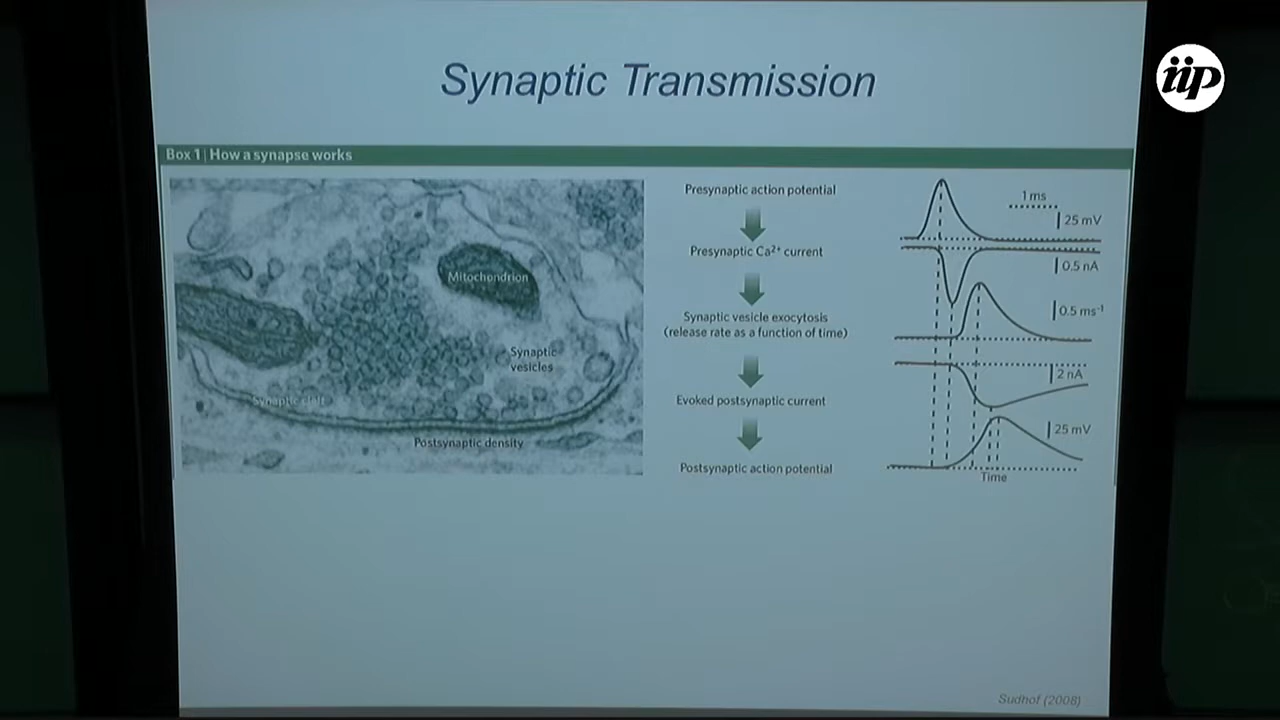 iip
Synaptic Transmission
Box 1 | How a synapse works
Mitochondrion
Synaptic
vesicles
Synaptic cleft
Postsynaptic density
Presynaptic action potential
Presynaptic Ca²⁺ current
Synaptic vesicle exocytosis
(release rate as a function of time)
Evoked postsynaptic current
Postsynaptic action potential
1 ms
25 mV
0.5 nA
0.5 ms⁻¹
2 nA
25 mV
Time
Sudhof (2008)